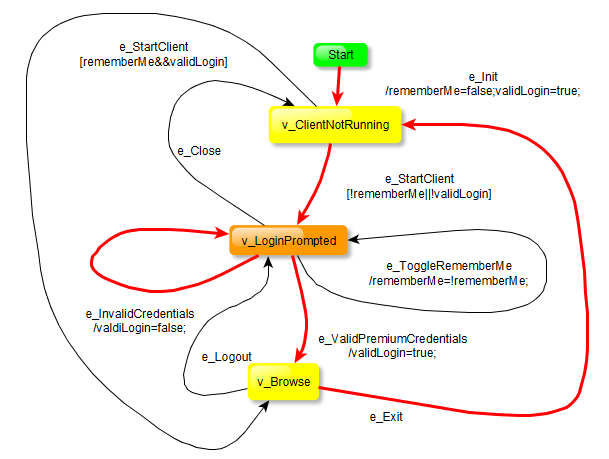 e_StartClient
[rememberMe&&validLogin]
Start
e_Init
/rememberMe=false;validLogin=true;
v_ClientNotRunning
e_Close
e_StartClient
[!rememberMe||!validLogin]
v_LoginPrompted
e_ToggleRememberMe
/rememberMe=!rememberMe;
e_InvalidCredentials
/valdiLogin=false;
e_ValidPremiumCredentials
/validLogin=true;
e_Logout
v_Browse
e_Exit